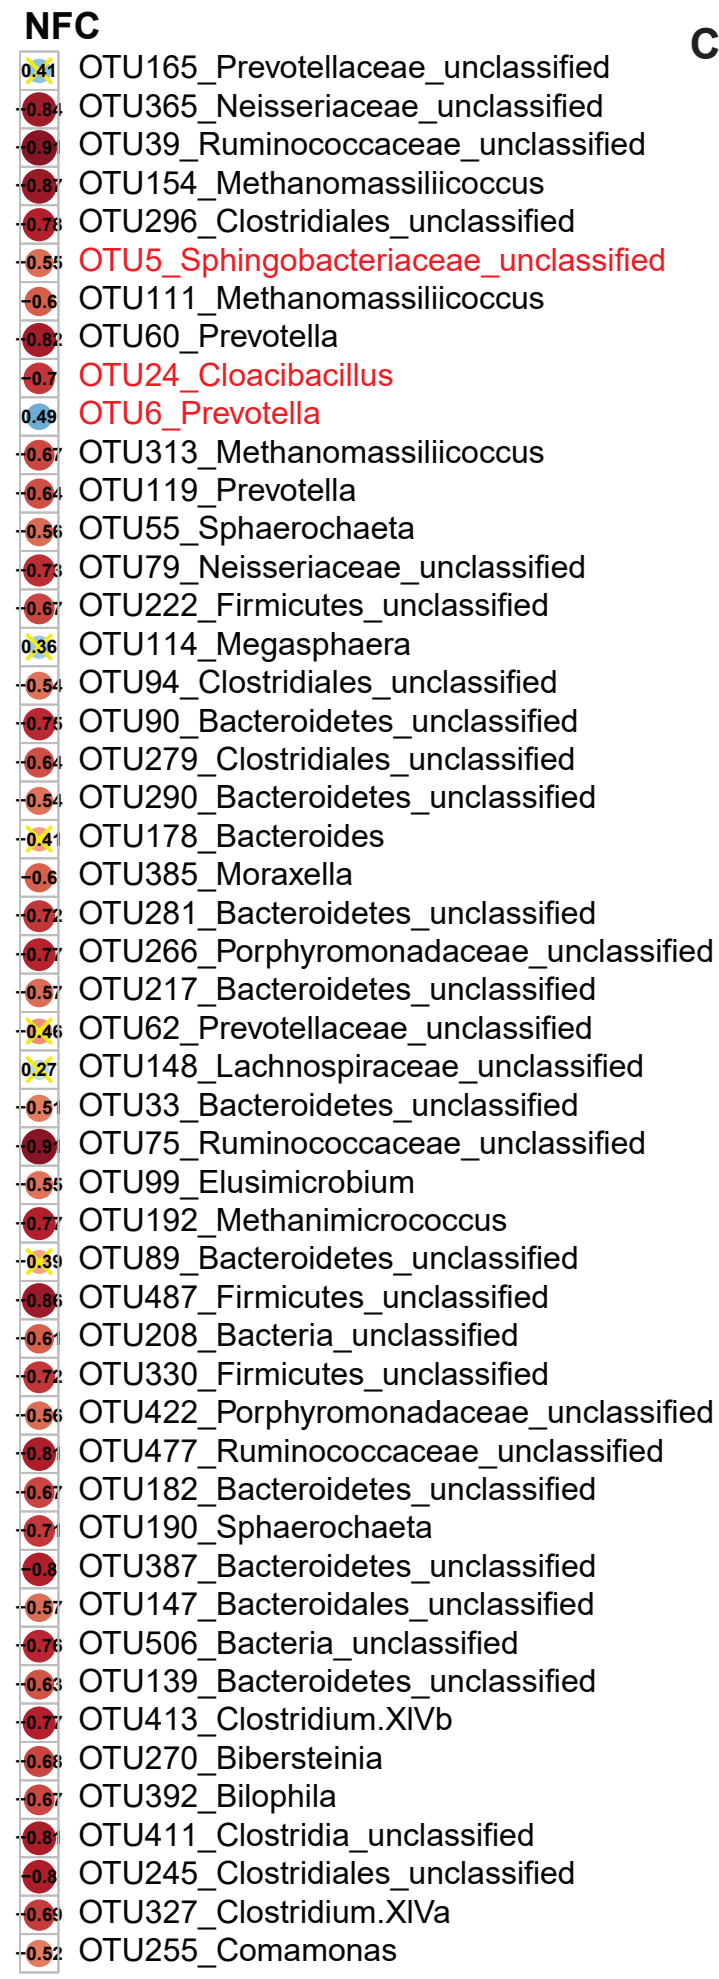 NFC
C
0.41 OTU165_Prevotellaceae_unclassified
-0.84 OTU365_Neisseriaceae_unclassified
-0.91 OTU39_Ruminococcaceae_unclassified
-0.87 OTU154_Methanomassiliicoccus
-0.78 OTU296_Clostridiales_unclassified
-0.55 OTU5_Sphingobacteriaceae_unclassified
-0.6 OTU111_Methanomassiliicoccus
-0.82 OTU60_Prevotella
-0.7 OTU24_Cloacibacillus
0.49 OTU6_Prevotella
-0.67 OTU313_Methanomassiliicoccus
-0.64 OTU119_Prevotella
-0.56 OTU55_Sphaerochaeta
-0.73 OTU79_Neisseriaceae_unclassified
-0.67 OTU222_Firmicutes_unclassified
0.36 OTU114_Megasphaera
-0.54 OTU94_Clostridiales_unclassified
-0.75 OTU90_Bacteroidetes_unclassified
-0.64 OTU279_Clostridiales_unclassified
-0.54 OTU290_Bacteroidetes_unclassified
-0.41 OTU178_Bacteroides
-0.6 OTU385_Moraxella
-0.72 OTU281_Bacteroidetes_unclassified
-0.77 OTU266_Porphyromonadaceae_unclassified
-0.57 OTU217_Bacteroidetes_unclassified
-0.46 OTU62_Prevotellaceae_unclassified
0.27 OTU148_Lachnospiraceae_unclassified
-0.51 OTU33_Bacteroidetes_unclassified
-0.91 OTU75_Ruminococcaceae_unclassified
-0.55 OTU99_Elusimicrobium
-0.77 OTU192_Methanimicrococcus
-0.39 OTU89_Bacteroidetes_unclassified
-0.86 OTU487_Firmicutes_unclassified
-0.61 OTU208_Bacteria_unclassified
-0.72 OTU330_Firmicutes_unclassified
-0.56 OTU422_Porphyromonadaceae_unclassified
-0.81 OTU477_Ruminococcaceae_unclassified
-0.67 OTU182_Bacteroidetes_unclassified
-0.71 OTU190_Sphaerochaeta
-0.8 OTU387_Bacteroidetes_unclassified
-0.57 OTU147_Bacteroidales_unclassified
-0.76 OTU506_Bacteria_unclassified
-0.63 OTU139_Bacteroidetes_unclassified
-0.77 OTU413_Clostridium.XIVb
-0.68 OTU270_Bibersteinia
-0.67 OTU392_Bilophila
-0.81 OTU411_Clostridia_unclassified
-0.8 OTU245_Clostridiales_unclassified
-0.69 OTU327_Clostridium.XIVa
-0.52 OTU255_Comamonas